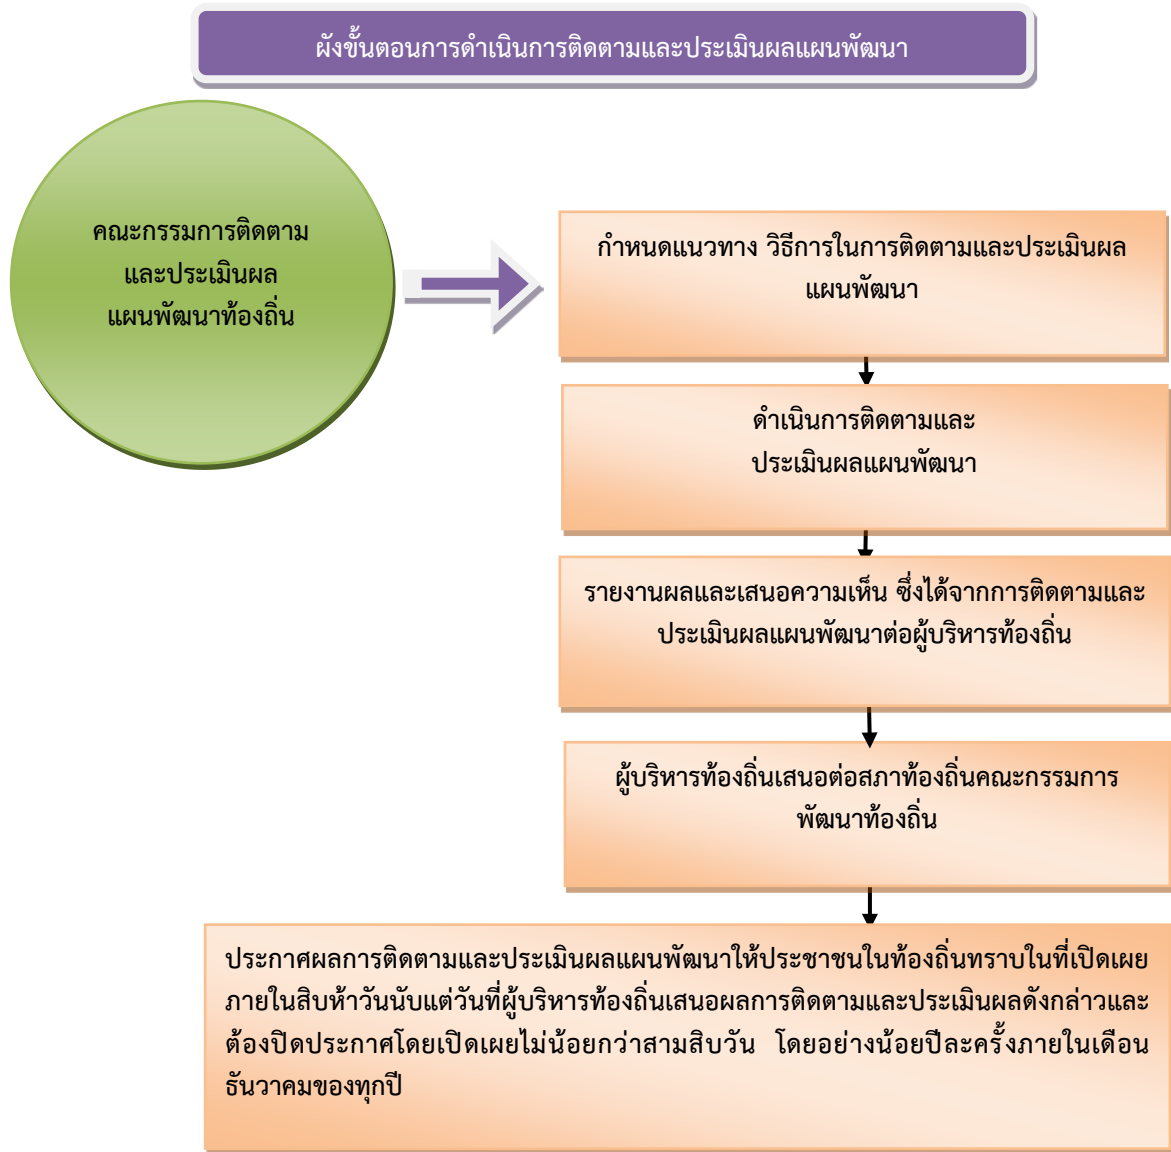 ผังขั้นตอนการดำเนินการติดตามและประเมินผลแผนพัฒนา
คณะกรรมการติดตาม
และประเมินผล
แผนพัฒนาท้องถิ่น
กำหนดแนวทาง วิธีการในการติดตามและประเมินผล
แผนพัฒนา
ดำเนินการติดตามและ
ประเมินผลแผนพัฒนา
รายงานผลและเสนอความเห็น ซึ่งได้จากการติดตามและ
ประเมินผลแผนพัฒนาต่อผู้บริหารท้องถิ่น
ผู้บริหารท้องถิ่นเสนอต่อสภาท้องถิ่นคณะกรรมการ
พัฒนาท้องถิ่น
ประกาศผลการติดตามและประเมินผลแผนพัฒนาให้ประชาชนในท้องถิ่นทราบในที่เปิดเผย
ภายในสิบห้าวันนับแต่วันที่ผู้บริหารท้องถิ่นเสนอผลการติดตามและประเมินผลดังกล่าวและ
ต้องปิดประกาศโดยเปิดเผยไม่น้อยกว่าสามสิบวัน โดยอย่างน้อยปีละครั้งภายในเดือน
ธันวาคมของทุกปี